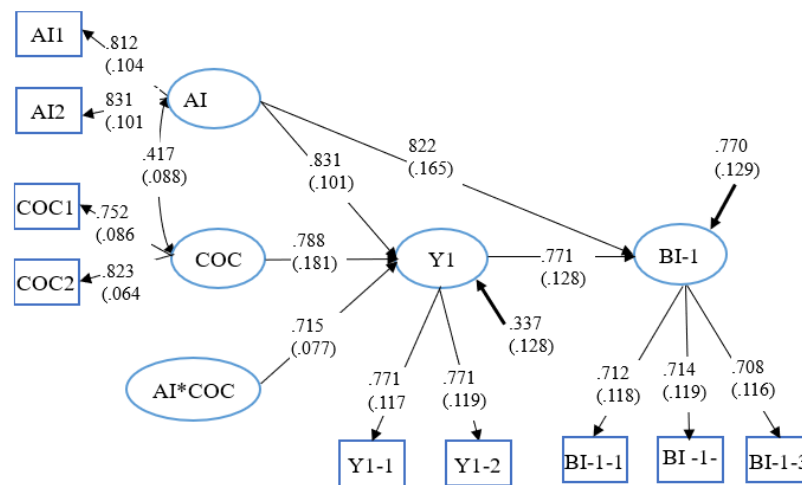 AI1
.812
(.104
AI2
831
(.101
AI
.417
(.088)
.831
(.101)
822
(.165)
.770
(.129)
COC1
.752
(.086
COC2
.823
(.064
COC
.788
(.181)
Y1
.771
(.128)
BI-1
.715
(.077)
.337
(.128)
AI*COC
.771
(.117
.771
(.119)
.712
(.118)
.714
(.119)
.708
(.116)
Y1-1
Y1-2
BI-1-1
BI -1-
BI-1-3